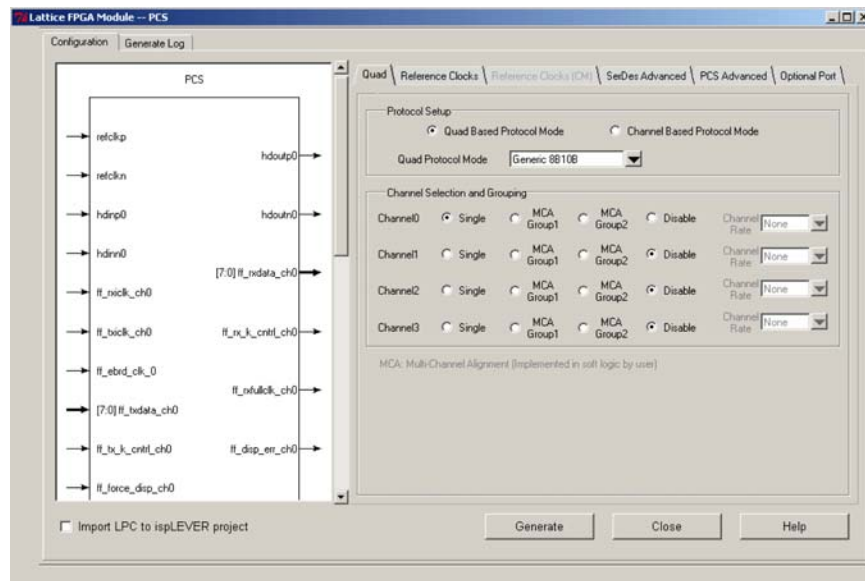 Lattice FPGA Module -- PCS
Configuration
Generate Log
PCS
refclkp
refclkn
hdinp0
hdinn0
ff_rxiclk_ch0
ff_txiclk_ch0
ff_ebrd_clk_0
[7:0] ff_txdata_ch0
ff_tx_k_cntrl_ch0
ff_force_disp_ch0
hdoutp0
hdoutn0
[7:0] ff_rxdata_ch0
ff_rx_k_cntrl_ch0
ff_rxfullclk_ch0
ff_disp_err_ch0
Quad
Reference Clocks
Reference Clocks (CM)
SerDes Advanced
PCS Advanced
Optional Port
Protocol Setup
Quad Based Protocol Mode
Channel Based Protocol Mode
Quad Protocol Mode
Generic 8B10B
Channel Selection and Grouping
Channel0 Single MCA Group1 MCA Group2 Disable Channel Rate None
Channel1 Single MCA Group1 MCA Group2 Disable Channel Rate None
Channel2 Single MCA Group1 MCA Group2 Disable Channel Rate None
Channel3 Single MCA Group1 MCA Group2 Disable Channel Rate None
MCA: Multi-Channel Alignment (Implemented in soft logic by user)
Import LPC to ispLEVER project
Generate
Close
Help